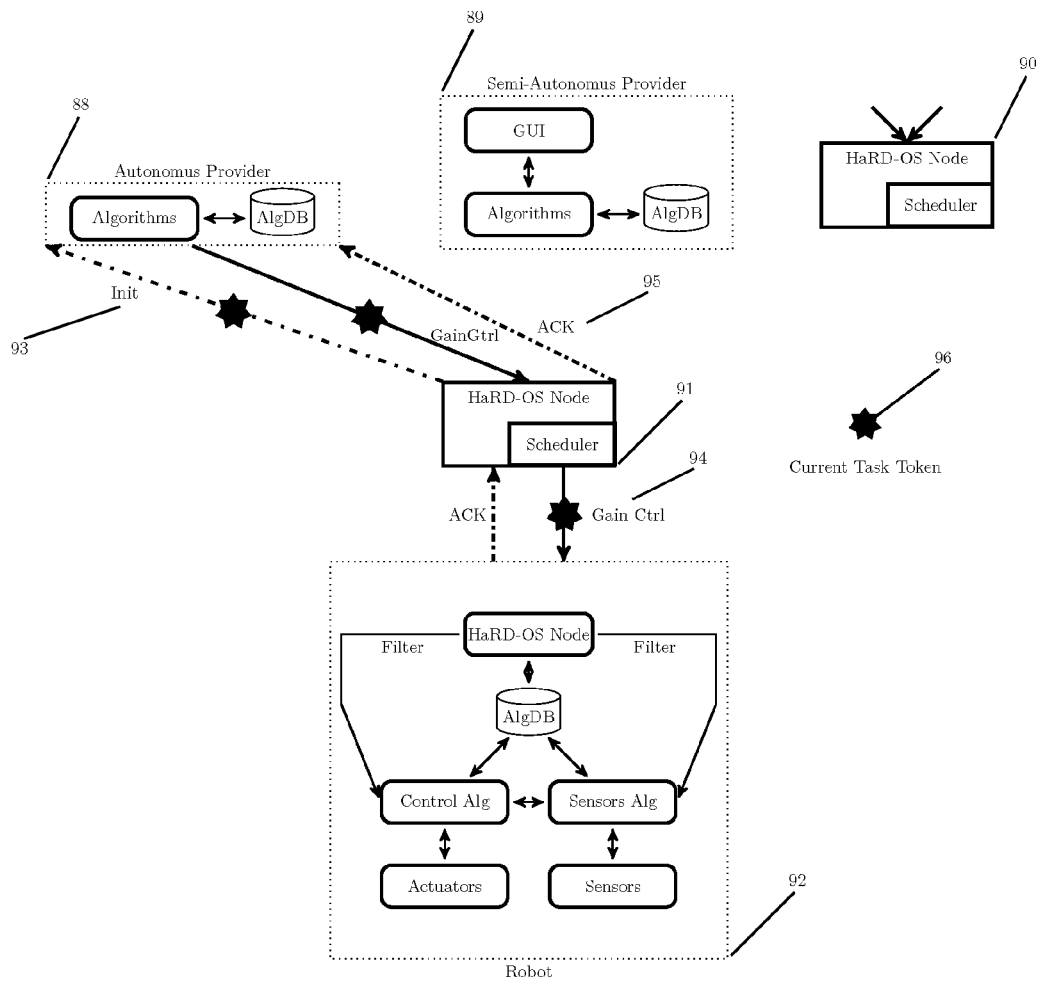 89
Semi-Autonomus Provider
GUI
Algorithms
AlgDB
90
HaRD-OS Node
Scheduler
88
Autonomus Provider
Algorithms
AlgDB
Init
93
GainGtrl
ACK
95
HaRD-OS Node
Scheduler
91
96
Current Task Token
94
ACK
Gain Ctrl
HaRD-OS Node
Filter
Filter
AlgDB
Control Alg
Sensors Alg
Actuators
Sensors
92
Robot